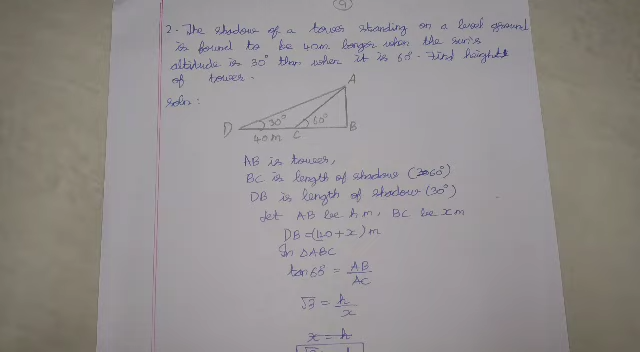 9
2. The shadow of a tower standing on a level ground
is found to be 40m longer when the sun's
altitude is 30° than when it is 60°. Find height
of tower.
soln:
A
D 30° 60° B
40m C
AB is tower,
BC is length of shadow (60°)
DB is length of shadow (30°)
Let AB be h m, BC be x m
DB = (40+x) m
In ΔABC
tan 60° = AB/AC
√3 = h/x
x = h